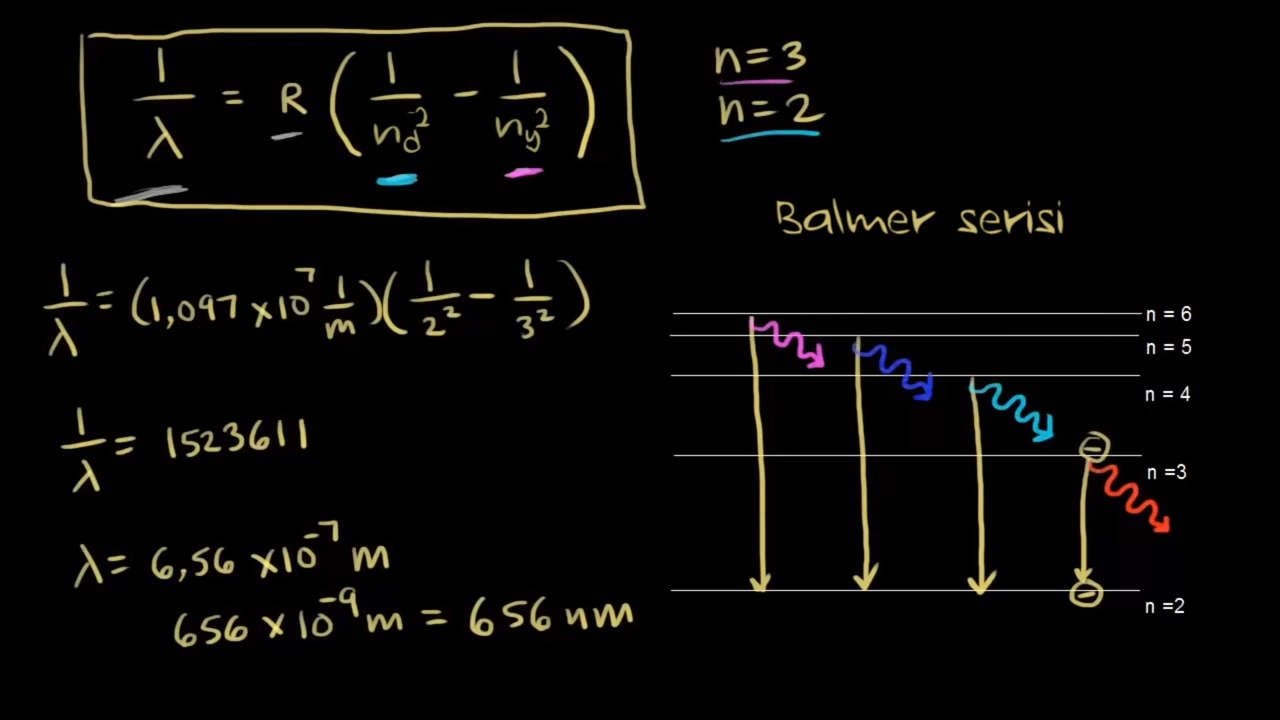 1/λ = R (1/n_d² - 1/n_y²)
n = 3
n = 2
Balmer serisi
1/λ = (1,097 x 10⁷ 1/m)(1/2² - 1/3²)
1/λ = 1523611
λ = 6,56 x 10⁻⁷ m
656 x 10⁻⁹ m = 656 nm
n = 6
n = 5
n = 4
n =3
n =2